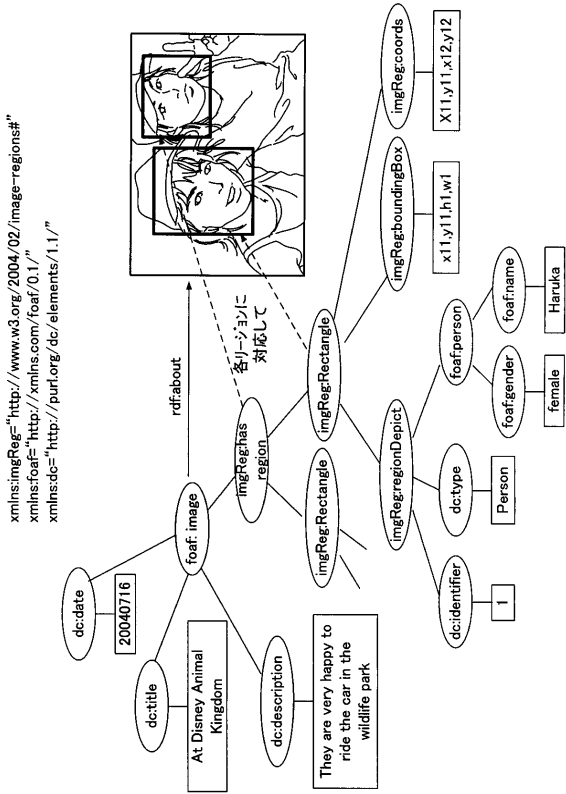 xmlns:imgReg="http://www.w3.org/2004/02/image-regions#"
xmlns:foaf="http://xmlns.com/foaf/0.1/"
xmlns:dc="http://purl.org/dc/elements/1.1/"
dc:date
20040716
dc:title
At Disney Animal
Kingdom
dc:description
They are very happy to
ride the car in the
wildlife park
foaf: image
rdf:about
imgReg:has
region
各リージョンに
対応して
imgReg:Rectangle
imgReg:Rectangle
imgReg:regionDepict
imgReg:boundingBox
x11,y11,h1,w1
imgReg:coords
X11,y11,x12,y12
dc:identifier
1
dc:type
Person
foaf:person
foaf:gender
female
foaf:name
Haruka